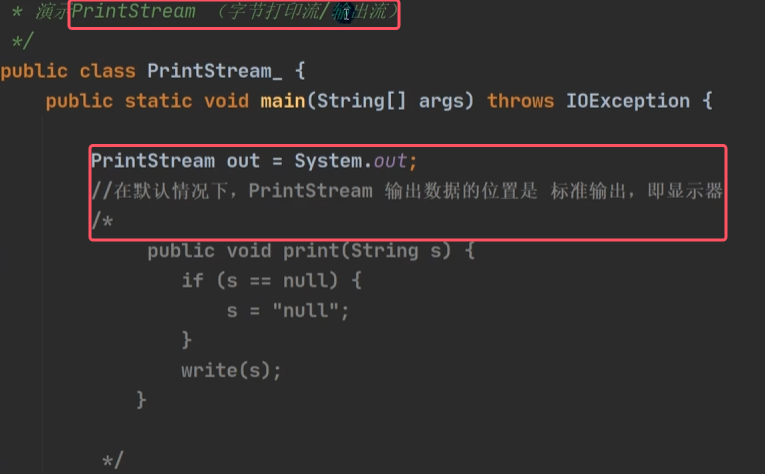 * 演示PrintStream （字节打印流/输出流）
*/
public class PrintStream_ {
public static void main(String[] args) throws IOException {
PrintStream out = System.out;
//在默认情况下，PrintStream 输出数据的位置是 标准输出，即显示器
/*
public void print(String s) {
if (s == null) {
s = "null";
}
write(s);
}
*/